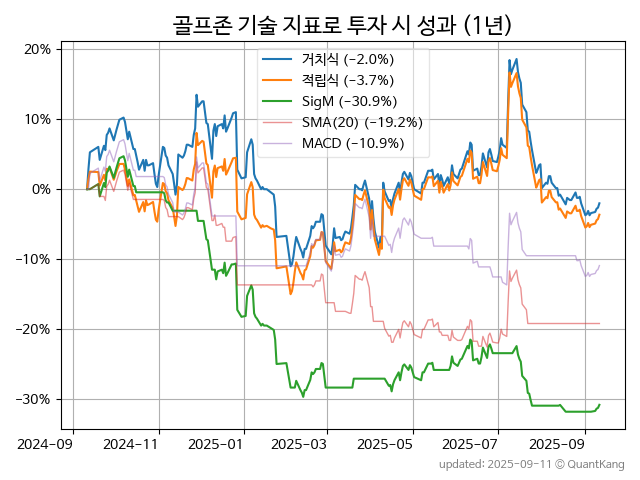 골프존 기술 지표로 투자 시 성과 (1년)
20%
10%
0%
−10%
−20%
−30%
거치식 (−2.0%)
적립식 (−3.7%)
SigM (−30.9%)
SMA(20) (−19.2%)
MACD (−10.9%)
2024-09
2024-11
2025-01
2025-03
2025-05
2025-07
2025-09
updated: 2025-09-11 © QuantKang